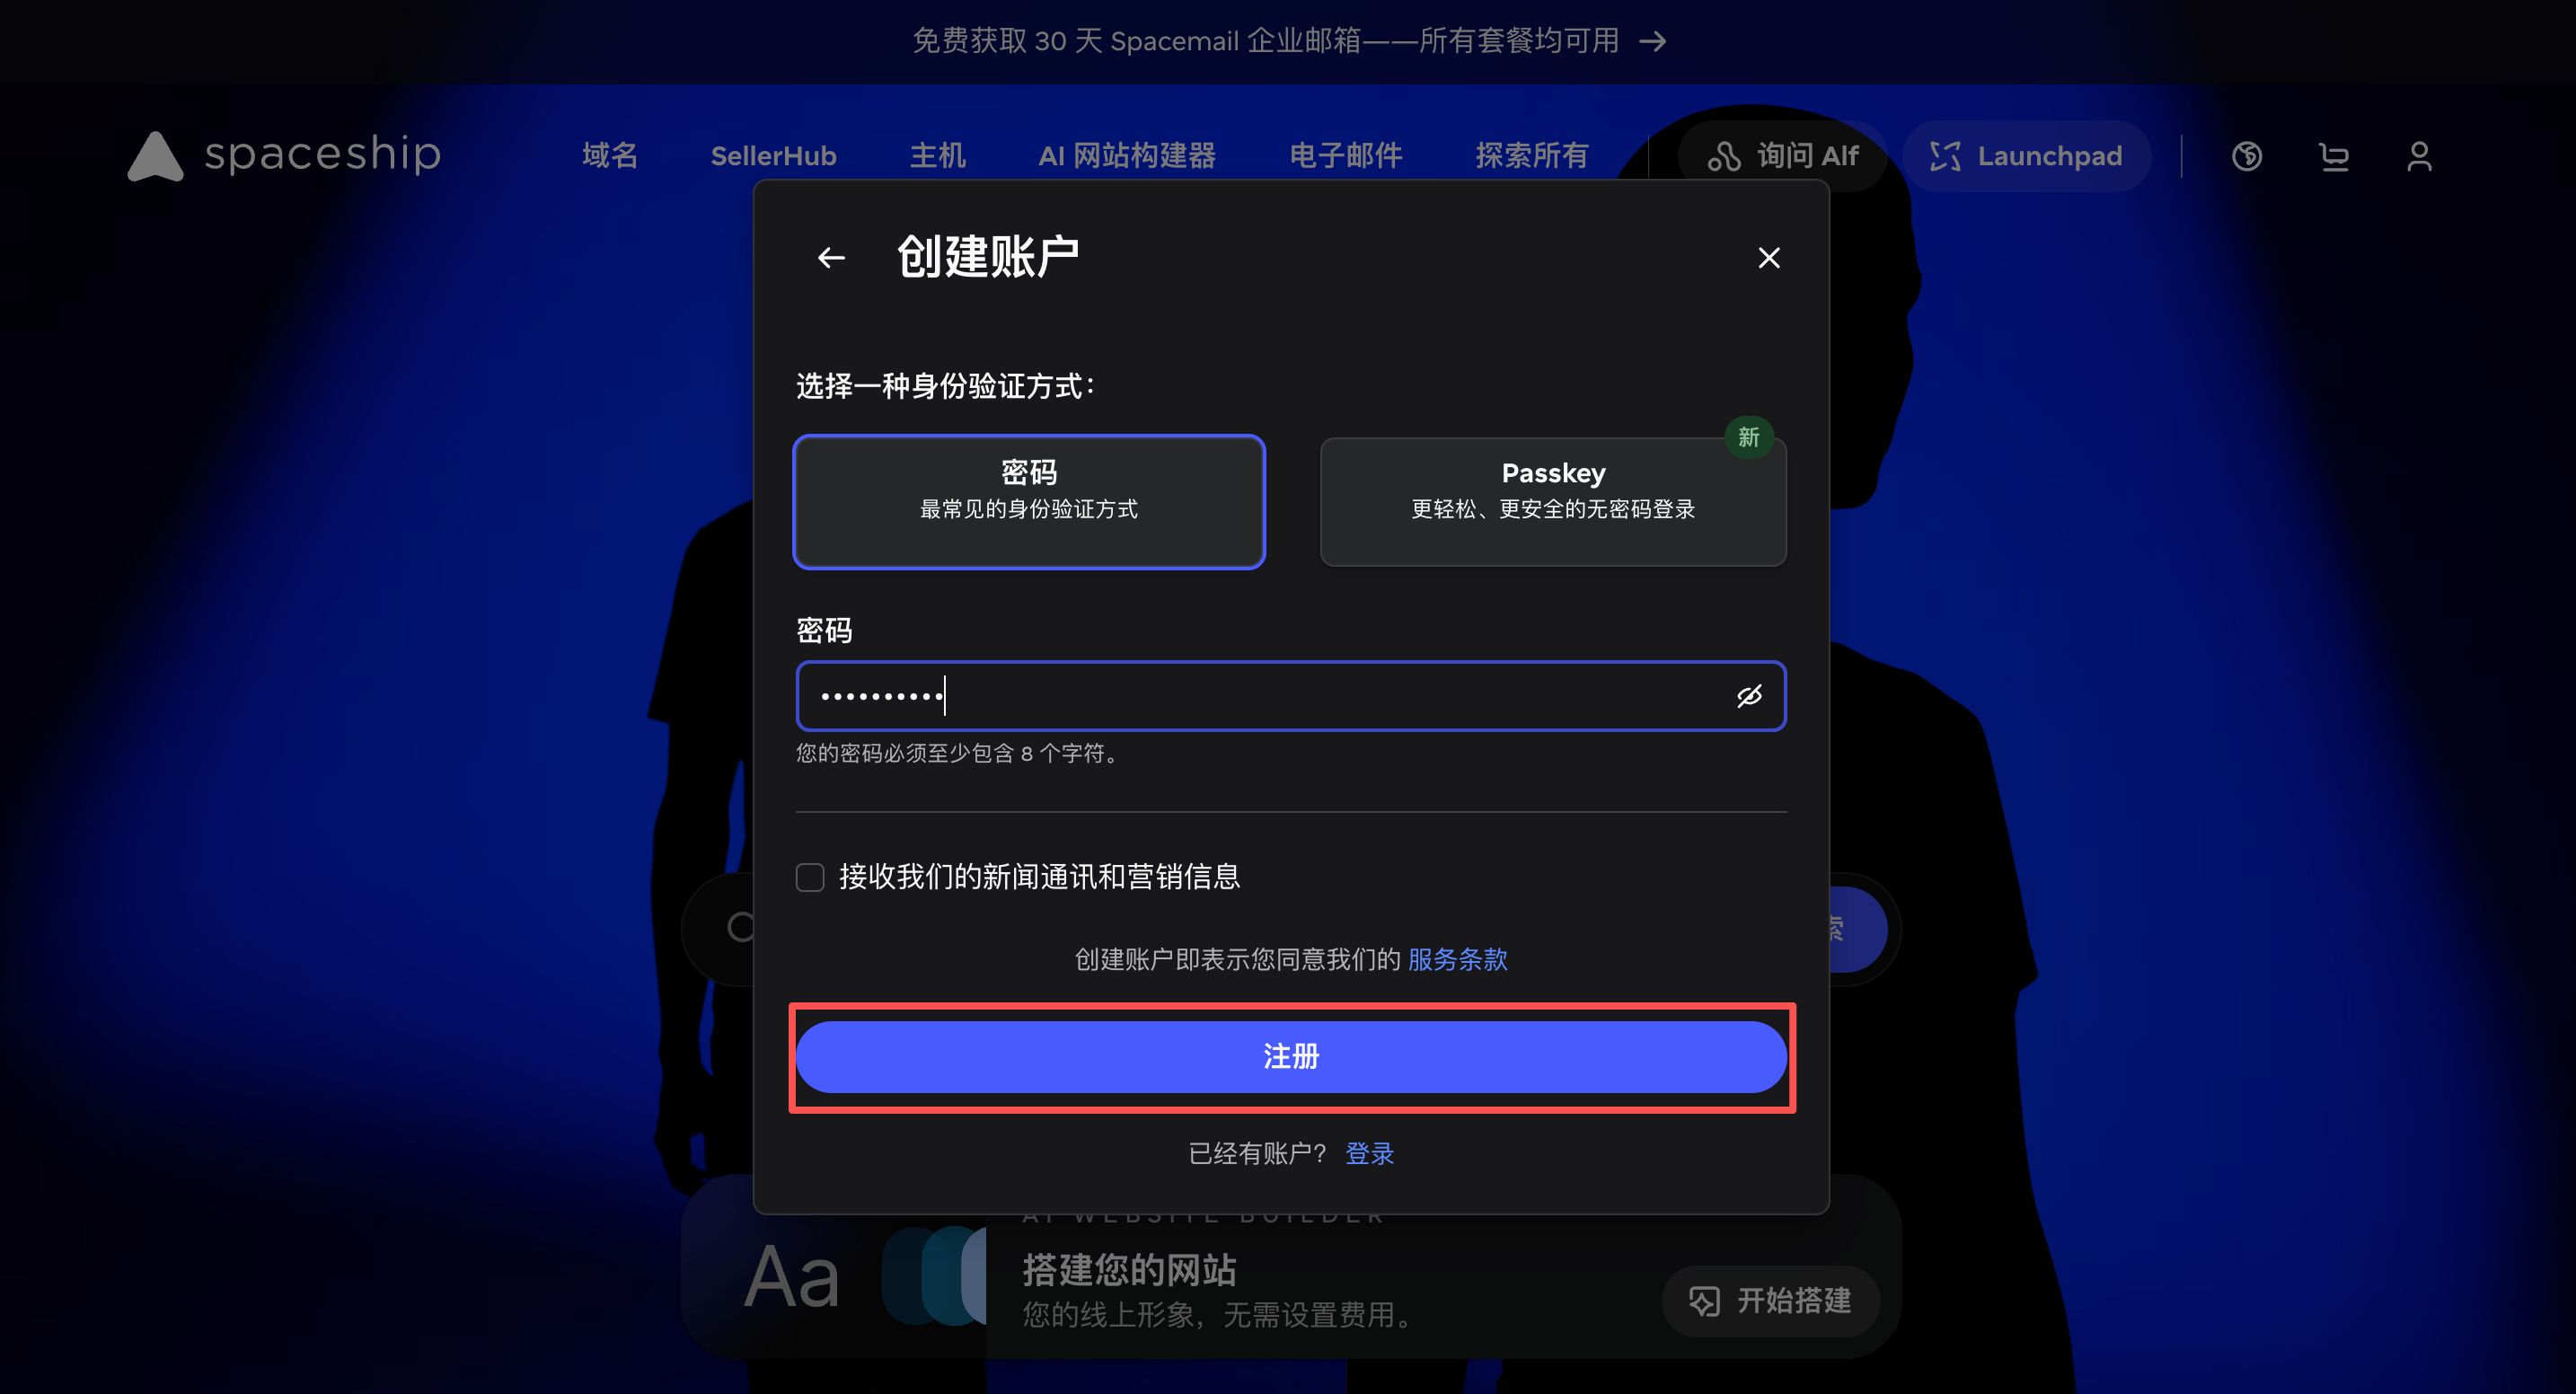 免费获取 30 天 Spacemail 企业邮箱——所有套餐均可用
spaceship
域名
SellerHub
主机
AI 网站构建器
电子邮件
探索所有
询问 Alf
Launchpad
创建账户
选择一种身份验证方式：
密码
最常见的身份验证方式
新
Passkey
更轻松、更安全的无密码登录
密码
••••••••••
您的密码必须至少包含 8 个字符。
接收我们的新闻通讯和营销信息
创建账户即表示您同意我们的 服务条款
索
注册
已经有账户？ 登录
AI WEBSITE BUILDER
Aa
搭建您的网站
您的线上形象，无需设置费用。
开始搭建